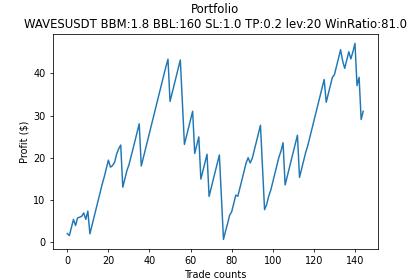 Portfolio
WAVESUSDT BBM:1.8 BBL:160 SL:1.0 TP:0.2 lev:20 WinRatio:81.0
Profit ($)
40
30
20
10
0
0 20 40 60 80 100 120 140
Trade counts